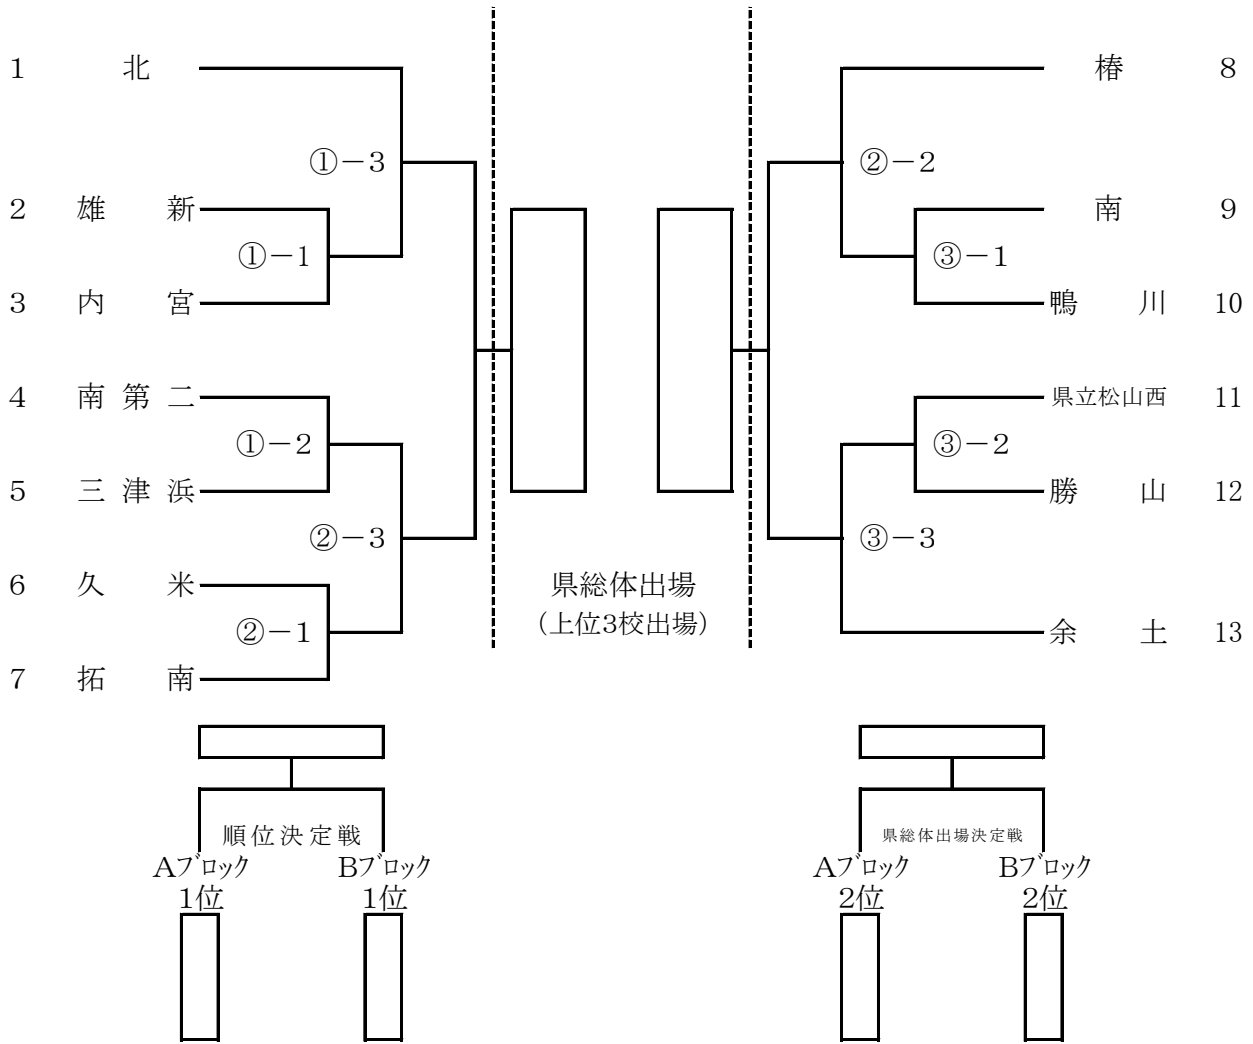 1 北
①－3
2 雄新
①－1
3 内宮
4 南第二
①－2
5 三津浜
②－3
6 久米
②－1
7 拓南
椿 8
②－2
南 9
③－1
鴨川 10
県立松山西 11
③－2
勝山 12
③－3
余土 13
県総体出場
（上位3校出場）
順位決定戦
Aブロック
1位
Bブロック
1位
県総体出場決定戦
Aブロック
2位
Bブロック
2位